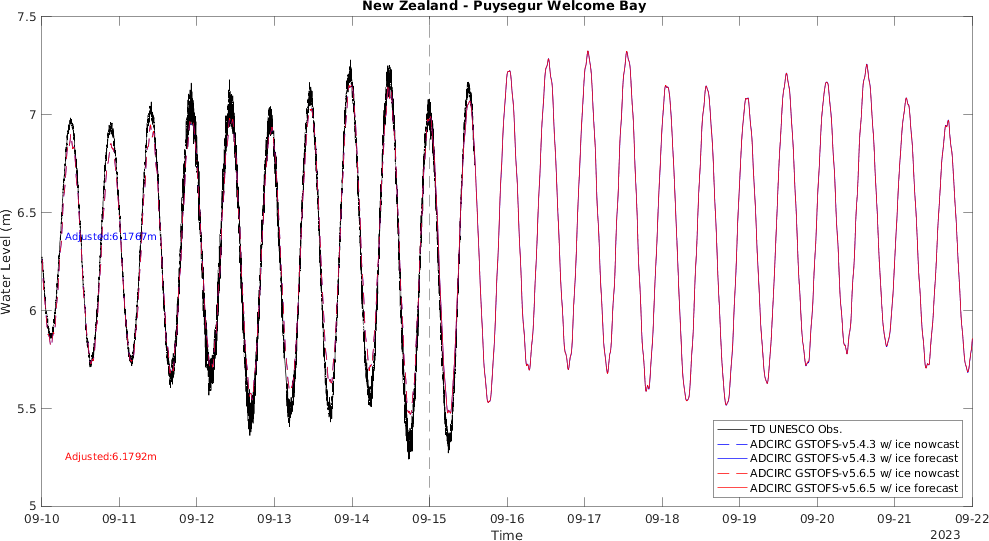 New Zealand - Puysegur Welcome Bay
7.5
7
6.5
6
5.5
5
Water Level (m)
Adjusted:6.1767m
Adjusted:6.1792m
TD UNESCO Obs.
ADCIRC GSTOFS-v5.4.3 w/ ice nowcast
ADCIRC GSTOFS-v5.4.3 w/ ice forecast
ADCIRC GSTOFS-v5.6.5 w/ ice nowcast
ADCIRC GSTOFS-v5.6.5 w/ ice forecast
09-10 09-11 09-12 09-13 09-14 09-15 09-16 09-17 09-18 09-19 09-20 09-21 09-22
Time
2023